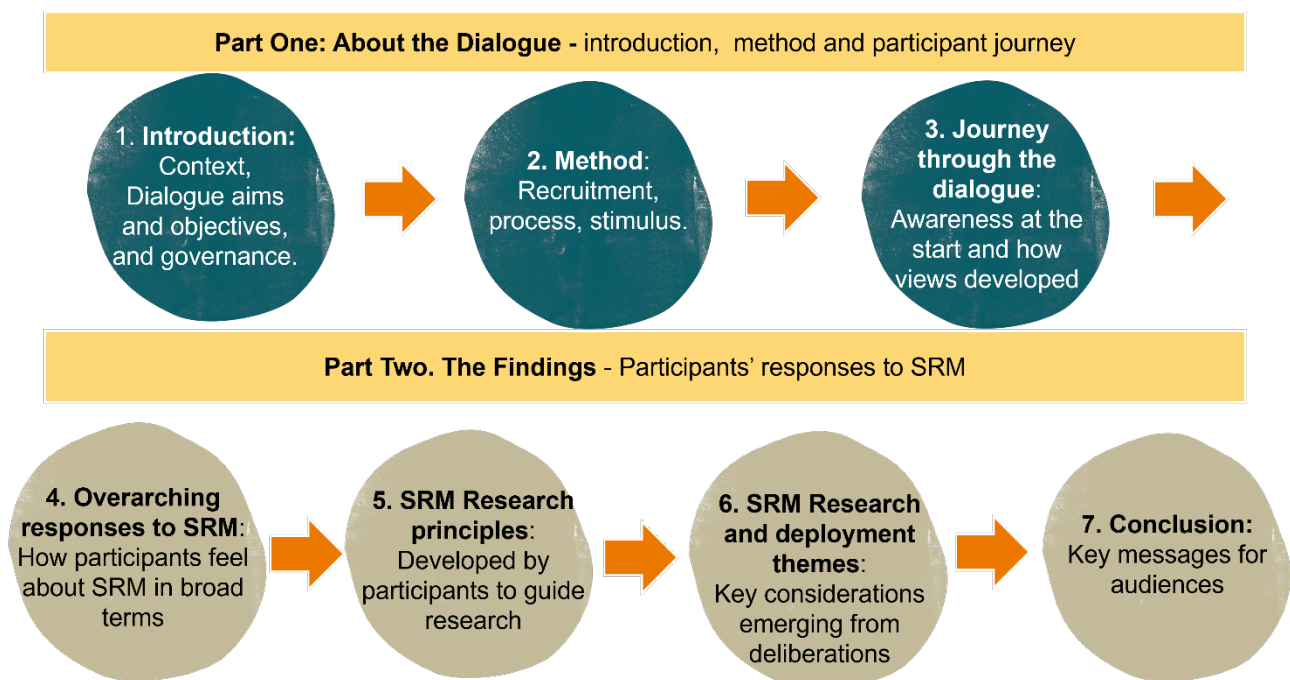 Part One: About the Dialogue - introduction, method and participant journey
1. Introduction:
Context,
Dialogue aims
and objectives,
and governance.
2. Method:
Recruitment,
process, stimulus.
3. Journey
through the
dialogue:
Awareness at the
start and how
views developed
Part Two. The Findings - Participants’ responses to SRM
4. Overarching
responses to SRM:
How participants feel
about SRM in broad
terms
5. SRM Research
principles:
Developed by
participants to guide
research
6. SRM Research
and deployment
themes:
Key considerations
emerging from
deliberations
7. Conclusion:
Key messages for
audiences